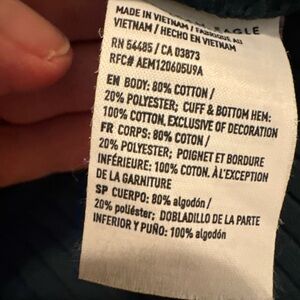 EAGLE
MADE IN VIETNAM / FABRIQUÉ AU
VIETNAM / HECHO EN VIETNAM
RN 54485 / CA 03873
RFC# AEM120605U9A
EN BODY: 80% COTTON /
20% POLYESTER; CUFF & BOTTOM HEM:
100% COTTON, EXCLUSIVE OF DECORATION
FR CORPS: 80% COTON /
20% POLYESTER; POIGNET ET BORDURE
INFÉRIEURE: 100% COTON. À L'EXCEPTION
DE LA GARNITURE
SP CUERPO: 80% algodón /
20% poliéster; DOBLADILLO DE LA PARTE
INFERIOR Y PUÑO: 100% algodón